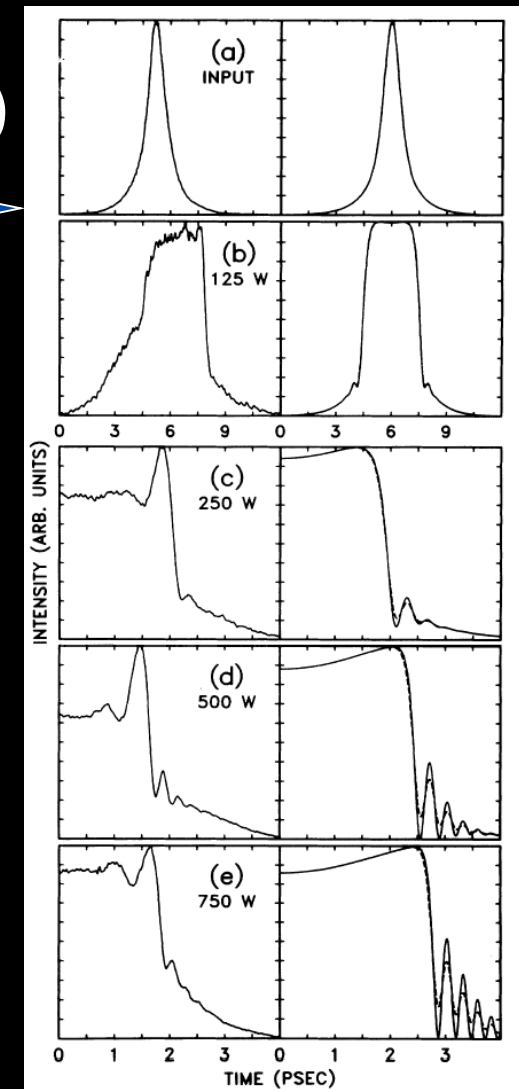 (a)
INPUT
(b)
125 W
0 3 6 9 0 3 6 9
(c)
250 W
INTENSITY (ARB. UNITS)
(d)
500 W
(e)
750 W
0 1 2 3 0 1 2 3
TIME (PSEC)